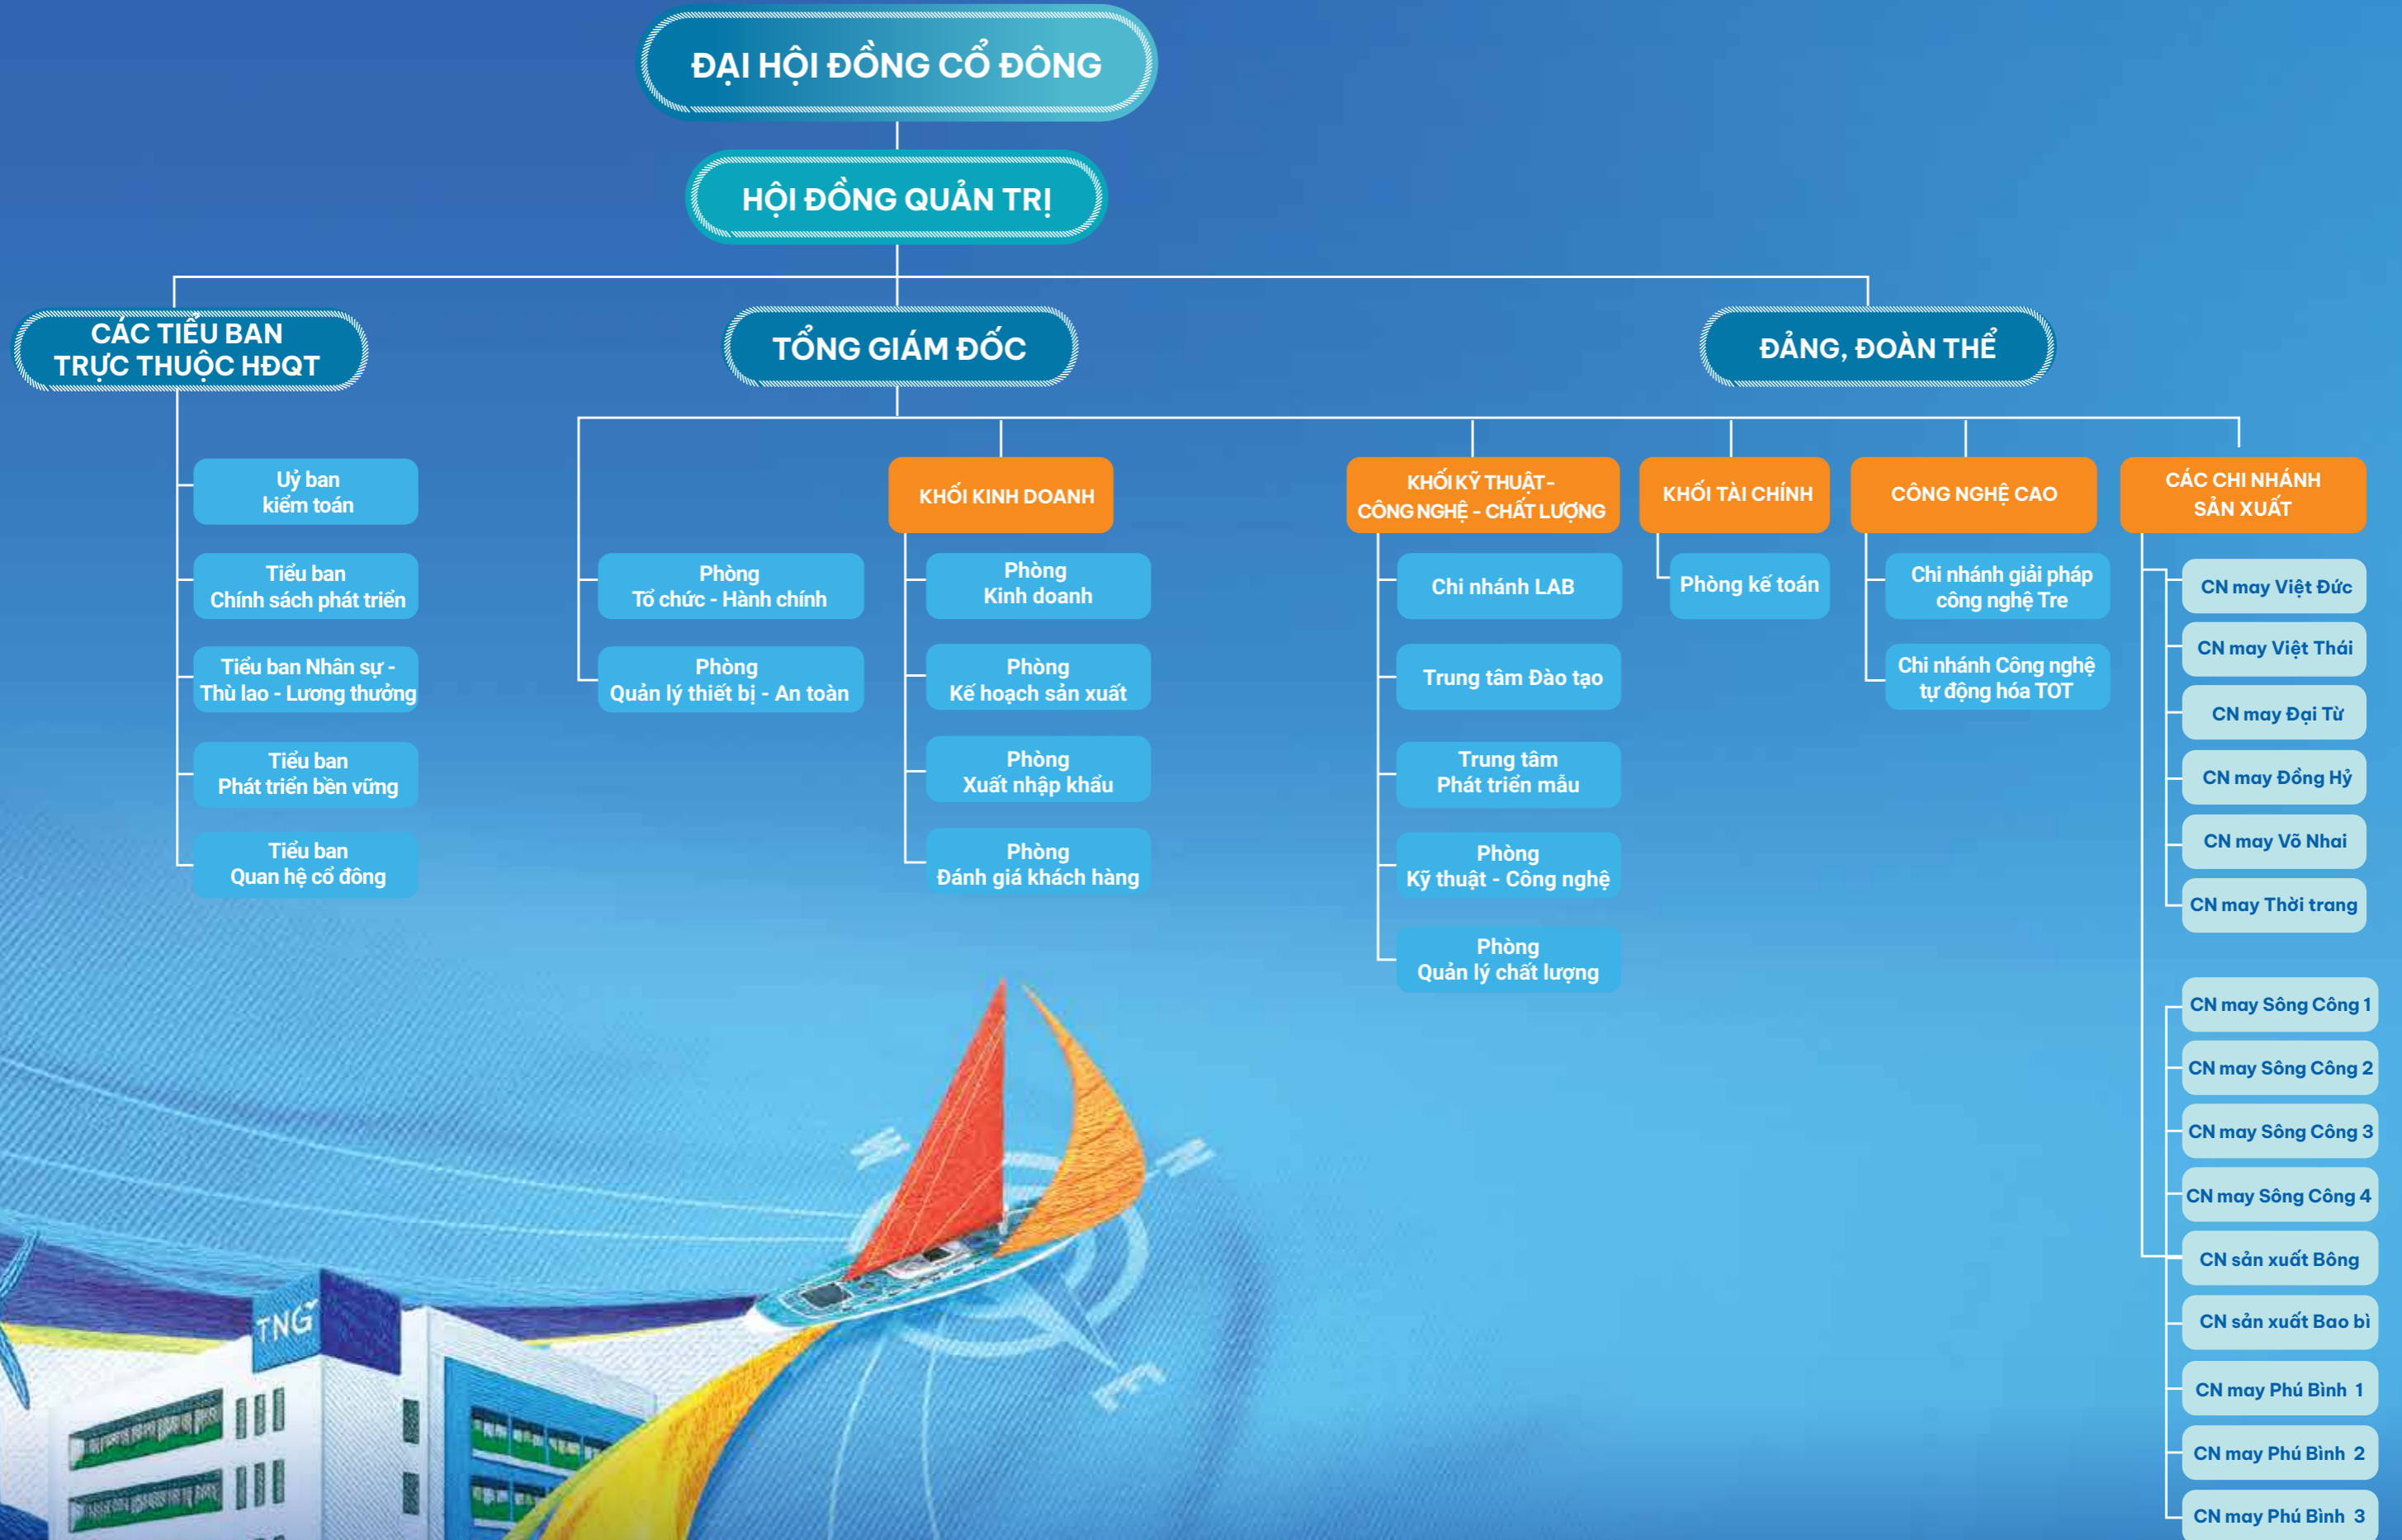 ĐẠI HỘI ĐỒNG CỔ ĐÔNG
HỘI ĐỒNG QUẢN TRỊ
CÁC TIỂU BAN
TRỰC THUỘC HĐQT
TỔNG GIÁM ĐỐC
ĐẢNG, ĐOÀN THỂ
Uỷ ban
kiểm toán
Tiểu ban
Chính sách phát triển
Tiểu ban Nhân sự -
Thù lao - Lương thưởng
Tiểu ban
Phát triển bền vững
Tiểu ban
Quan hệ cổ đông
Phòng
Tổ chức - Hành chính
Phòng
Quản lý thiết bị - An toàn
KHỐI KINH DOANH
Phòng
Kinh doanh
Phòng
Kế hoạch sản xuất
Phòng
Xuất nhập khẩu
Phòng
Đánh giá khách hàng
KHỐI KỸ THUẬT-
CÔNG NGHỆ - CHẤT LƯỢNG
Chi nhánh LAB
Trung tâm Đào tạo
Trung tâm
Phát triển mẫu
Phòng
Kỹ thuật - Công nghệ
Phòng
Quản lý chất lượng
KHỐI TÀI CHÍNH
Phòng kế toán
CÔNG NGHỆ CAO
Chi nhánh giải pháp
công nghệ Tre
Chi nhánh Công nghệ
tự động hóa TOT
CÁC CHI NHÁNH
SẢN XUẤT
CN may Việt Đức
CN may Việt Thái
CN may Đại Từ
CN may Đồng Hỷ
CN may Võ Nhai
CN may Thời trang
CN may Sông Công 1
CN may Sông Công 2
CN may Sông Công 3
CN may Sông Công 4
CN sản xuất Bông
CN sản xuất Bao bì
CN may Phú Bình 1
CN may Phú Bình 2
CN may Phú Bình 3
W
N
E
TNG